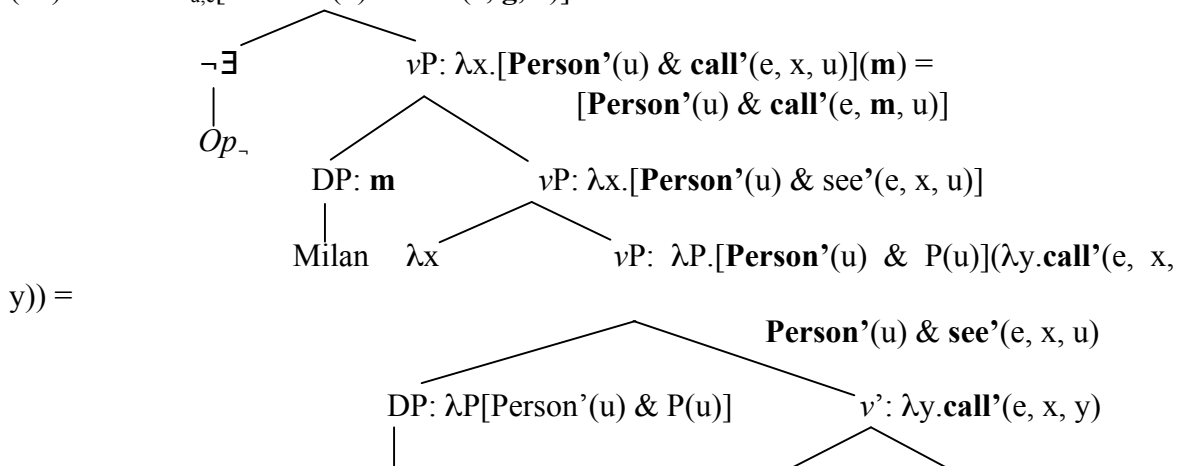 ¬∃ vP: λx.[Person’(u) & call’(e, x, u)](m) =
[Person’(u) & call’(e, m, u)]
Op¬
DP: m vP: λx.[Person’(u) & see’(e, x, u)]
Milan λx vP: λP.[Person’(u) & P(u)](λy.call’(e, x,
y)) =
Person’(u) & see’(e, x, u)
DP: λP[Person’(u) & P(u)] v’: λy.call’(e, x, y)